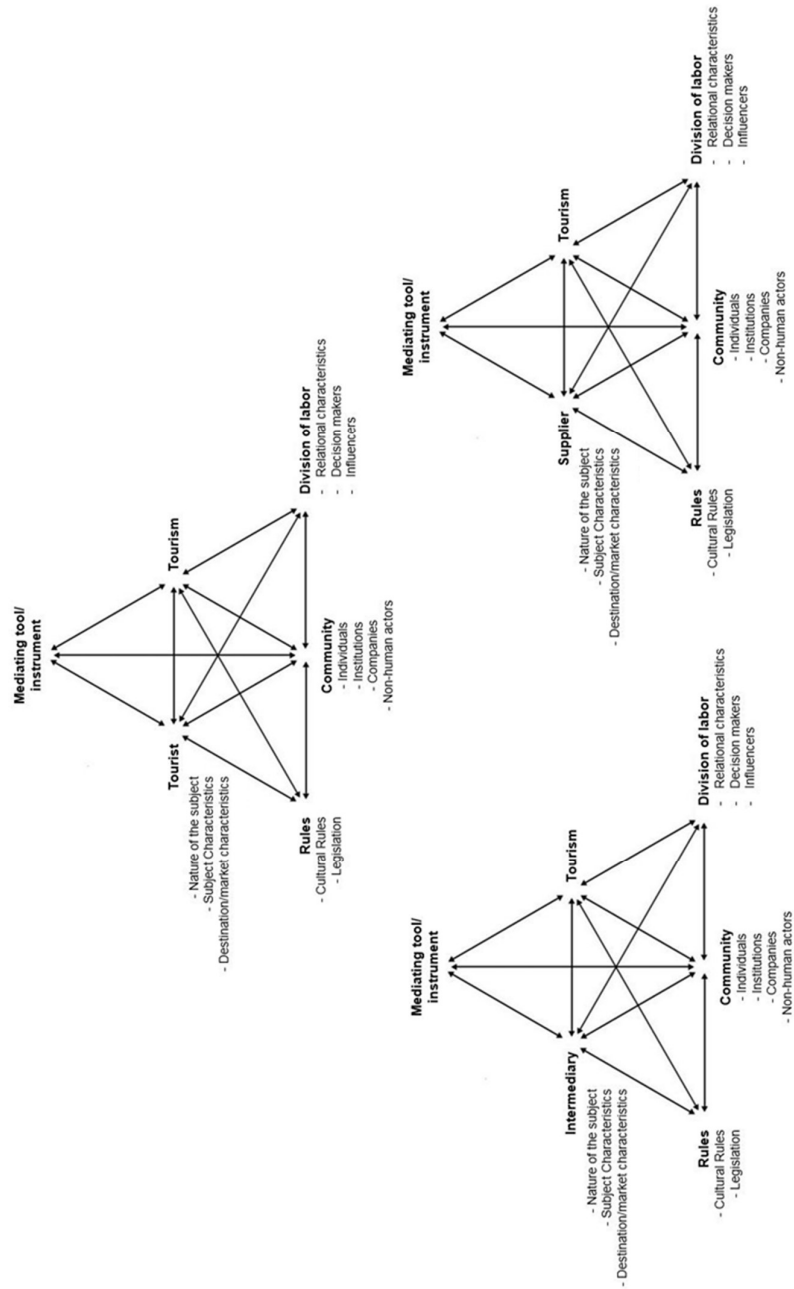 Mediating tool/
instrument
Tourist
- Nature of the subject
- Subject Characteristics
- Destination/market characteristics
Tourism
Rules
- Cultural Rules
- Legislation
Community
- Individuals
- Institutions
- Companies
- Non-human actors
Division of labor
- Relational characteristics
- Decision makers
- Influencers
Mediating tool/
instrument
Intermediary
- Nature of the subject
- Subject Characteristics
- Destination/market characteristics
Tourism
Rules
- Cultural Rules
- Legislation
Community
- Individuals
- Institutions
- Companies
- Non-human actors
Division of labor
- Relational characteristics
- Decision makers
- Influencers
Mediating tool/
instrument
Supplier
- Nature of the subject
- Subject Characteristics
- Destination/market characteristics
Tourism
Rules
- Cultural Rules
- Legislation
Community
- Individuals
- Institutions
- Companies
- Non-human actors
Division of labor
- Relational characteristics
- Decision makers
- Influencers